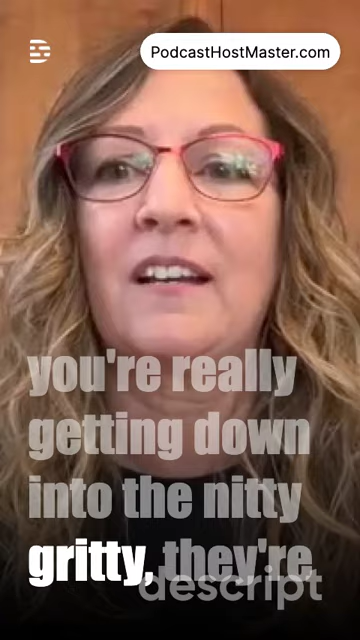 PodcastHostMaster.com
you're really
getting down
into the nitty
gritty, they're
descript